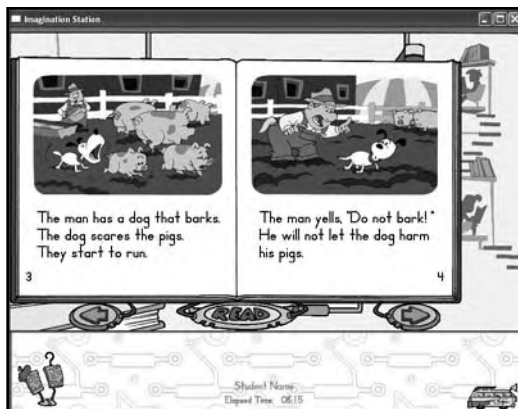 Imagination Station
The man has a dog that barks.
The dog scares the pigs.
They start to run.
3
The man yells, "Do not bark!"
He will not let the dog harm
his pigs.
4
READ
Student Name
Elapsed Time: 08:15